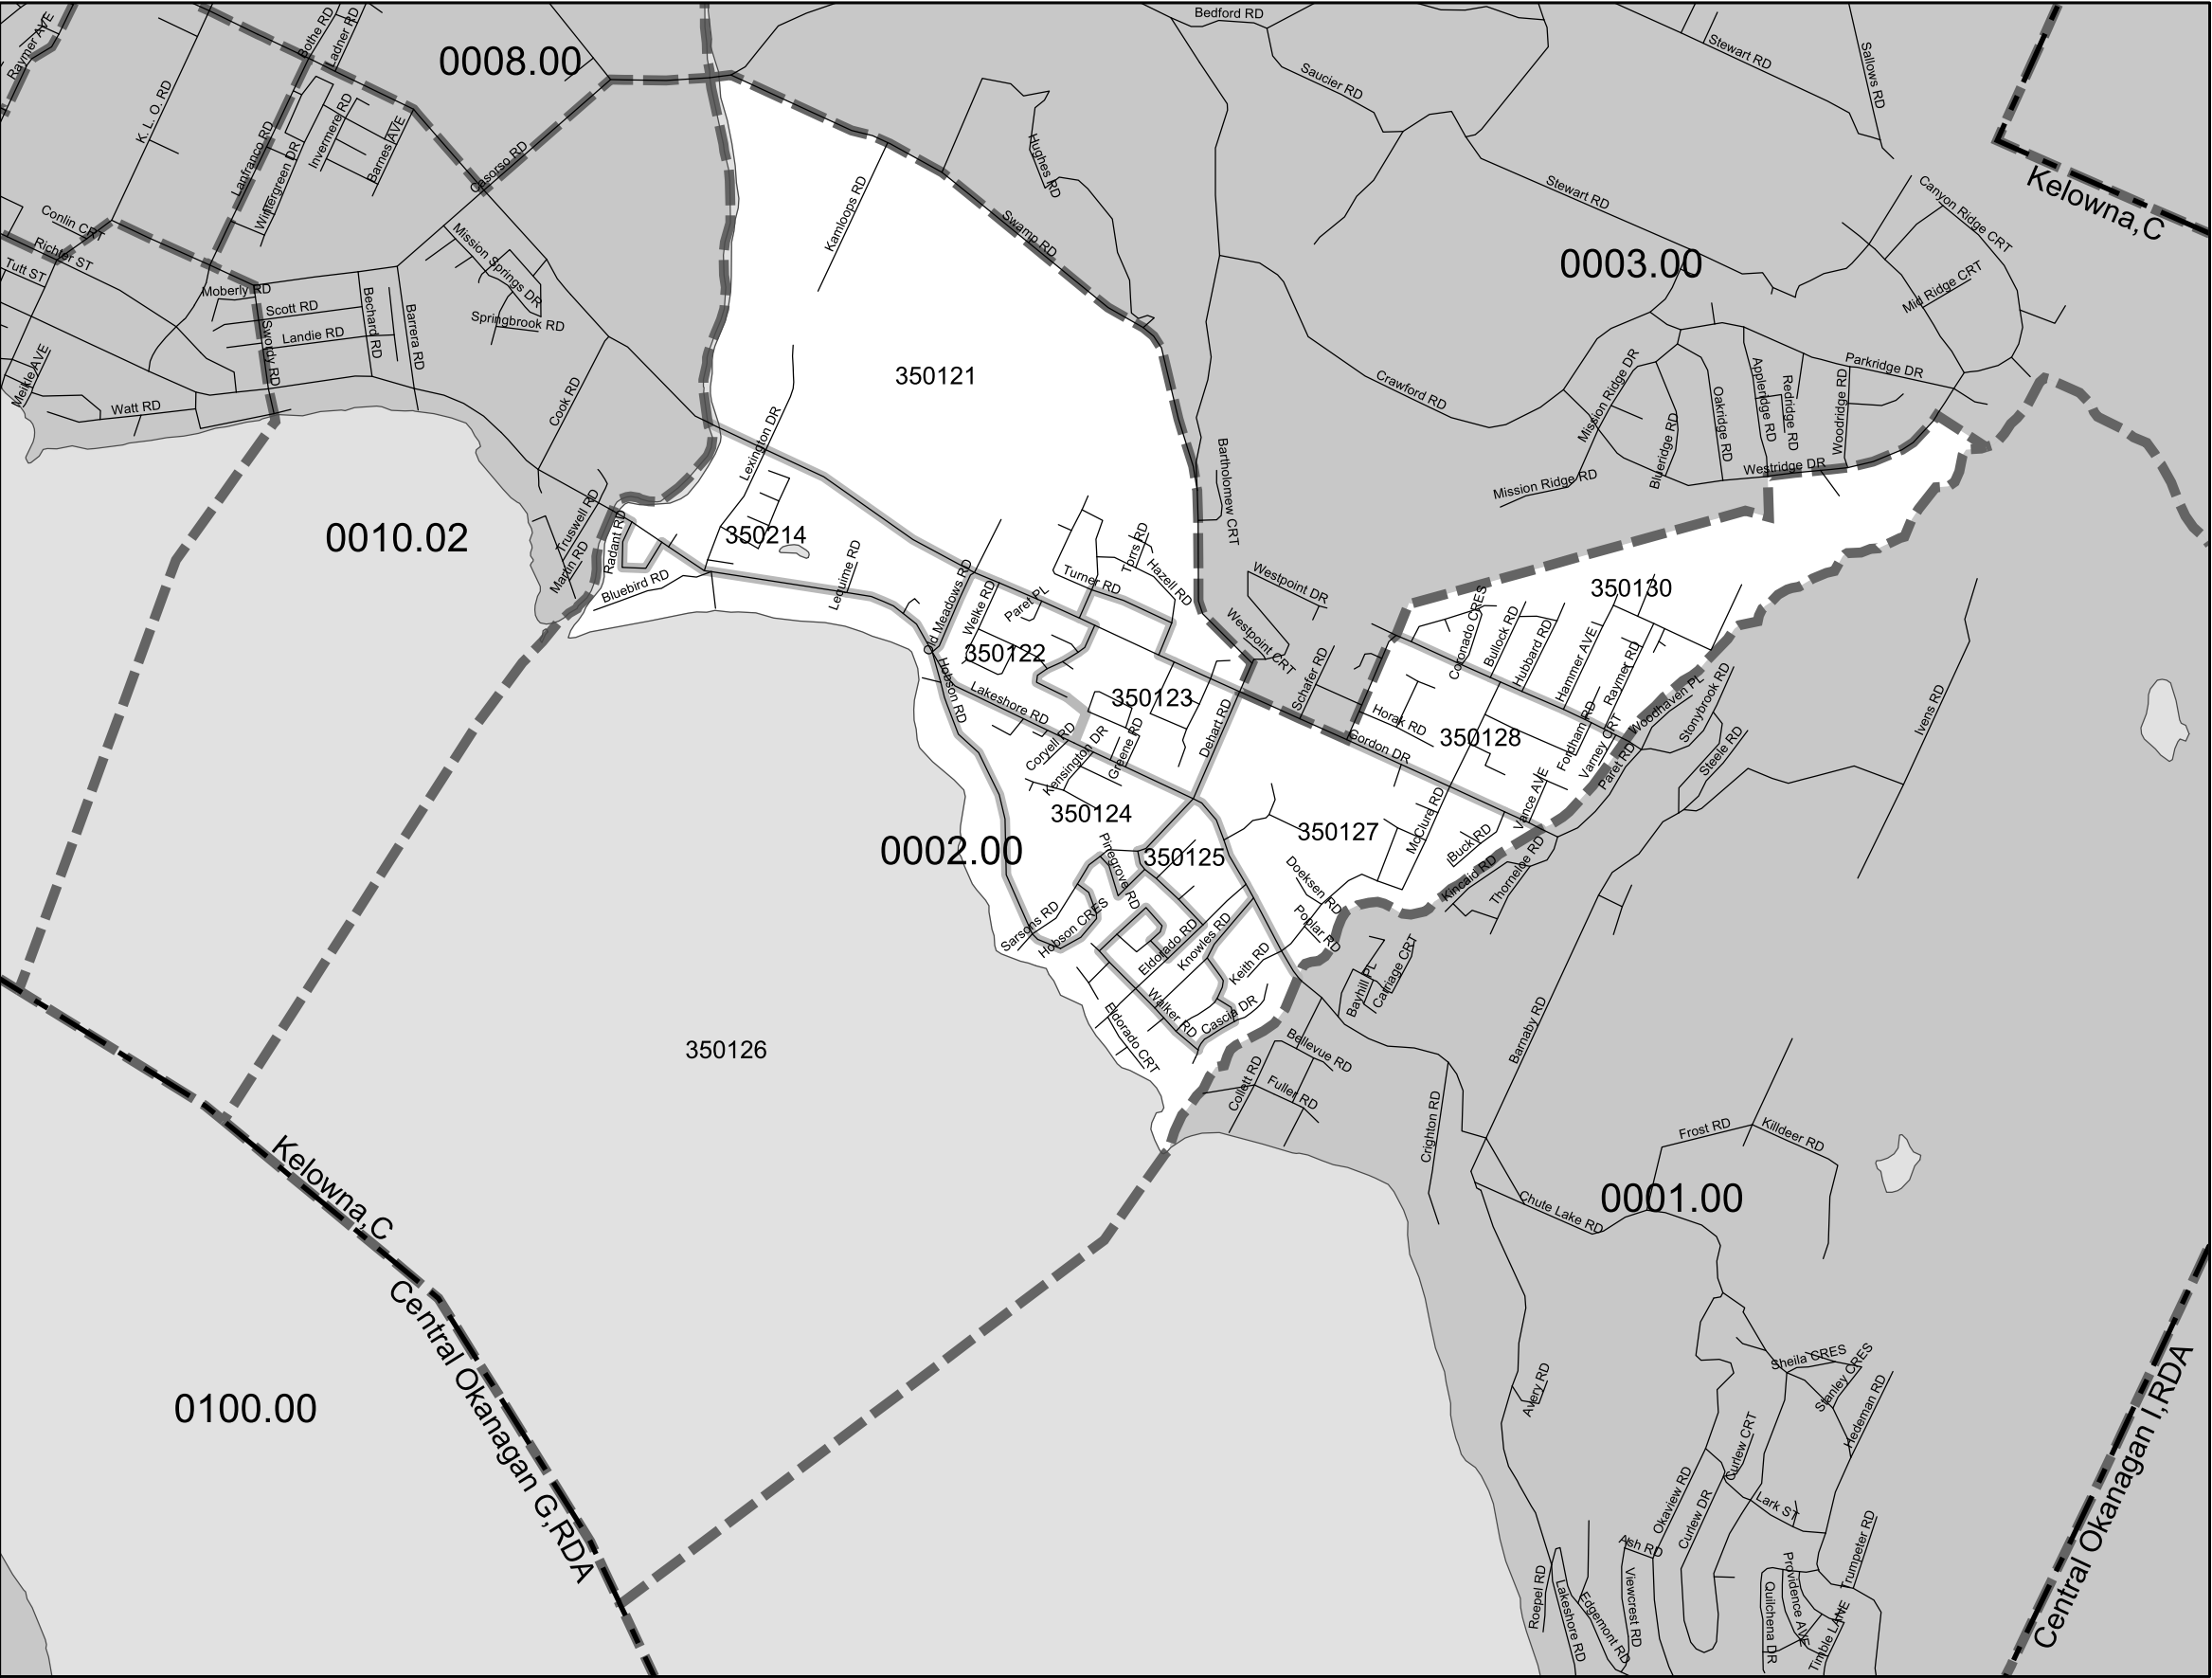 Raymer AVE
Bothe RD
Ladner RD
0008.00
Bedford RD
Stewart RD
Sallows RD
K. L. O. RD
Saucier RD
Lanfranco RD
Wintergreen DR
Invermere RD
Barnes AVE
Casorso RD
Hughes RD
Kelowna,C
Canyon Ridge CRT
Stewart RD
Kamloops RD
Swamp RD
Conlin CRT
Richter ST
Tutt ST
Mission Springs DR
0003.00
Mid Ridge CRT
Moberly RD
Scott RD
Landie RD
Swordy RD
Bechard RD
Barrera RD
Springbrook RD
350121
Meikle AVE
Watt RD
Cook RD
Crawford RD
Mission Ridge DR
Parkridge DR
Appleridge RD
Redridge RD
Woodridge RD
Oakridge RD
Blueridge RD
Westridge DR
Mission Ridge RD
Lexington DR
Bartholomew CRT
0010.02
Truswell RD
Radant RD
Martin RD
350214
Bluebird RD
Lequime RD
Torrs RD
Hazell RD
Turner RD
Old Meadows RD
Welke RD
Paret PL
Westpoint DR
Westpoint CRT
350130
Coronado CRES
Bullock RD
Hubbard RD
Hammer AVE
Raymer RD
350122
Hobson RD
Lakeshore RD
350123
Schafer RD
Dehart RD
Horak RD
Gordon DR
350128
Fordham RD
Varney CRT
Woodhaven PL
Stonybrook RD
Steele RD
Paret RD
Ivens RD
Coryell RD
Kensington DR
Greene RD
350124
Vance AVE
McClure RD
350127
Buck RD
0002.00
Pinegrove RD
350125
Doeksen RD
Poplar RD
Kincaid RD
Thorneloe RD
Sarsons RD
Hobson CRES
Eldorado RD
Knowles RD
Keith RD
Walker RD
Cascia DR
Bayhill PL
Carriage CRT
Eldorado CRT
350126
Barnaby RD
Bellevue RD
Collett RD
Fuller RD
Crighton RD
Frost RD
Killdeer RD
Kelowna,C
Chute Lake RD
0001.00
Central Okanagan G,RDA
0100.00
Avery RD
Sheila CRES
Stanley CRES
Hedeman RD
Central Okanagan I,RDA
Curlew CRT
Okaview RD
Curlew DR
Lark ST
Trumpeter RD
Ash RD
Roepel RD
Lakeshore RD
Edgemont RD
Viewcrest RD
Quilchena DR
Providence AVE
Timble LANE